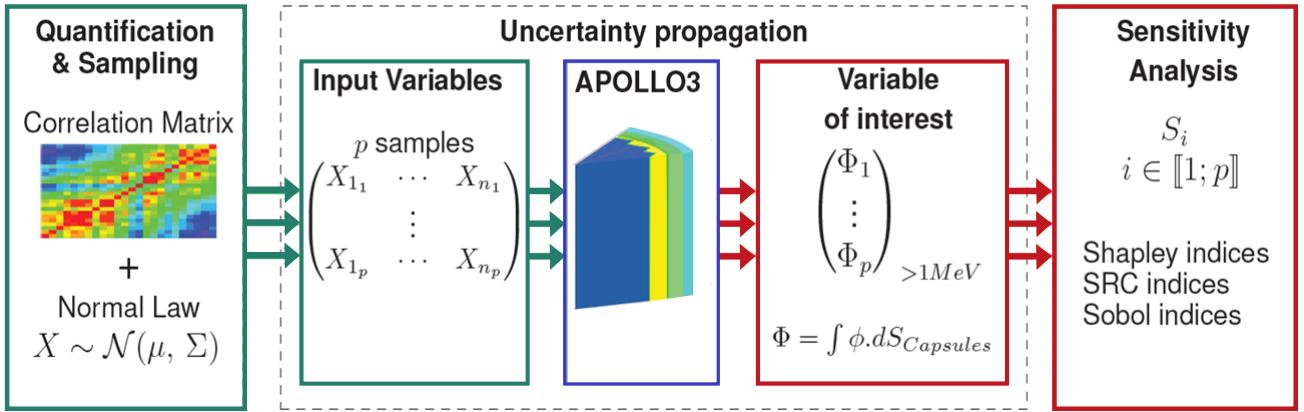 Quantification
& Sampling
Correlation Matrix
+
Normal Law
X ∼ 𝒩(μ, Σ)
Uncertainty propagation
Input Variables
p samples
X_{1_1} ⋯ X_{n_1}
⋮
X_{1_p} ⋯ X_{n_p}
APOLLO3
Variable
of interest
Φ_1
⋮
Φ_p
>1MeV
Φ = ∫ ϕ.dS_{Capsules}
Sensitivity
Analysis
S_i
i ∈ ⟦1; p⟧
Shapley indices
SRC indices
Sobol indices